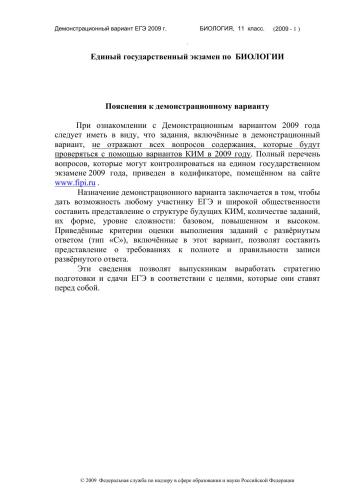 Демонстрационный вариант ЕГЭ 2009 г. БИОЛОГИЯ, 11 класс. (2009 - 1 )
Единый государственный экзамен по БИОЛОГИИ
Пояснения к демонстрационному варианту
При ознакомлении с Демонстрационным вариантом 2009 года
следует иметь в виду, что задания, включённые в демонстрационный
вариант, не отражают всех вопросов содержания, которые будут
проверяться с помощью вариантов КИМ в 2009 году. Полный перечень
вопросов, которые могут контролироваться на едином государственном
экзамене 2009 года, приведен в кодификаторе, помещённом на сайте
www.fipi.ru .
Назначение демонстрационного варианта заключается в том, чтобы
дать возможность любому участнику ЕГЭ и широкой общественности
составить представление о структуре будущих КИМ, количестве заданий,
их форме, уровне сложности: базовом, повышенном и высоком.
Приведённые критерии оценки выполнения заданий с развёрнутым
ответом (тип «С»), включённые в этот вариант, позволят составить
представление о требованиях к полноте и правильности записи
развёрнутого ответа.
Эти сведения позволят выпускникам выработать стратегию
подготовки и сдачи ЕГЭ в соответствии с целями, которые они ставят
перед собой.
© 2009 Федеральная служба по надзору в сфере образования и науки Российской Федерации